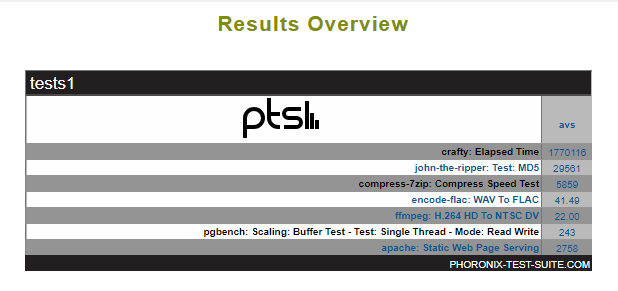 Results Overview
tests1
ptsl
avs
crafty: Elapsed Time 1770116
john-the-ripper: Test: MD5 29561
compress-7zip: Compress Speed Test 5859
encode-flac: WAV To FLAC 41.49
ffmpeg: H.264 HD To NTSC DV 22.00
pgbench: Scaling: Buffer Test - Test: Single Thread - Mode: Read Write 243
apache: Static Web Page Serving 2758
PHORONIX-TEST-SUITE.COM